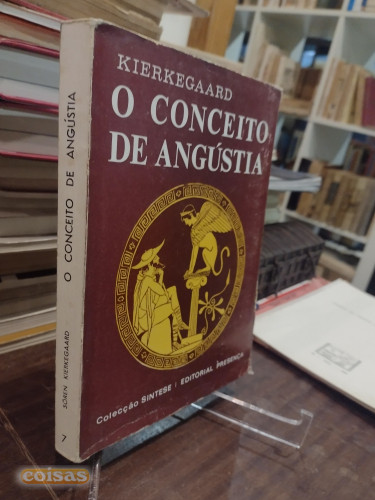 KIERKEGAARD
O CONCEITO
DE ANGÚSTIA
Colecção SÍNTESE | EDITORIAL PRESENÇA
O CONCEITO DE ANGÚSTIA
SÖREN KIERKEGAARD
7
coisas